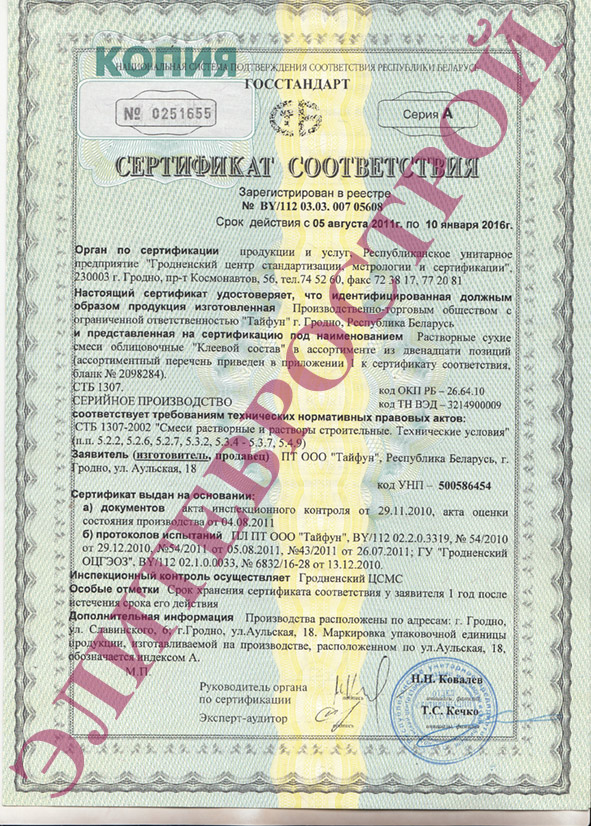 КОПИЯ
НАЦИОНАЛЬНАЯ СИСТЕМА ПОДТВЕРЖДЕНИЯ СООТВЕТСТВИЯ РЕСПУБЛИКИ БЕЛАРУСЬ
ГОССТАНДАРТ
№ 0251655
Серия А
СЕРТИФИКАТ СООТВЕТСТВИЯ
Зарегистрирован в реестре
№ BY/112 03.03. 007 05608
Срок действия с 05 августа 2011г. по 10 января 2016г.
Орган по сертификации продукции и услуг Республиканское унитарное
предприятие "Гродненский центр стандартизации, метрологии и сертификации",
230003 г. Гродно, пр-т Космонавтов, 56, тел.74 52 60, факс 72 38 17, 77 20 81
Настоящий сертификат удостоверяет, что идентифицированная должным
образом продукция изготовленная Производственно-торговым обществом с
ограниченной ответственностью "Тайфун" г. Гродно, Республика Беларусь
и представленная на сертификацию под наименованием Растворные сухие
смеси облицовочные "Клеевой состав" в ассортименте из двенадцати позиций
(ассортиментный перечень приведен в приложении 1 к сертификату соответствия,
бланк № 2098284).
СТБ 1307.
код ОКП РБ – 26.64.10
СЕРИЙНОЕ ПРОИЗВОДСТВО
код ТН ВЭД – 3214900009
соответствует требованиям технических нормативных правовых актов:
СТБ 1307-2002 "Смеси растворные и растворы строительные. Технические условия"
(п.п. 5.2.2, 5.2.6, 5.2.7, 5.3.2, 5.3.4 - 5.3.7, 5.4.9)
Заявитель (изготовитель, продавец) ПТ ООО "Тайфун", Республика Беларусь, г.
Гродно, ул. Аульская, 18
код УНП – 500586454
Сертификат выдан на основании:
а) документов акта инспекционного контроля от 29.11.2010, акта оценки
состояния производства от 04.08.2011
б) протоколов испытаний ИЛ ПТ ООО "Тайфун", BY/112 02.2.0.3319, № 54/2010
от 29.12.2010, №54/2011 от 05.08.2011, №43/2011 от 26.07.2011; ГУ "Гродненский
ОЦГЭОЗ", BY/112 02.1.0.0033, № 6832/16-28 от 13.12.2010.
Инспекционный контроль осуществляет Гродненский ЦСМС
Особые отметки Срок хранения сертификата соответствия у заявителя 1 год после
истечения срока его действия
Дополнительная информация Производства расположены по адресам: г. Гродно,
ул. Славинского, 6; г.Гродно, ул.Аульская, 18. Маркировка упаковочной единицы
продукции, изготавливаемой на производстве, расположенном по ул.Аульская, 18,
обозначается индексом А.
М.П.
Руководитель органа
по сертификации
подпись
Н.Н. Ковалев
Эксперт-аудитор
подпись
Т.С. Кечко
ЭЛИТЕВРОСТРОЙ